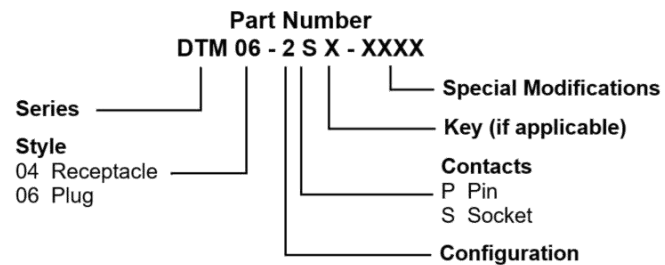 Part Number
DTM 06 - 2 S X - XXXX
Special Modifications
Series
Key (if applicable)
Style
04 Receptacle
06 Plug
Contacts
P Pin
S Socket
Configuration